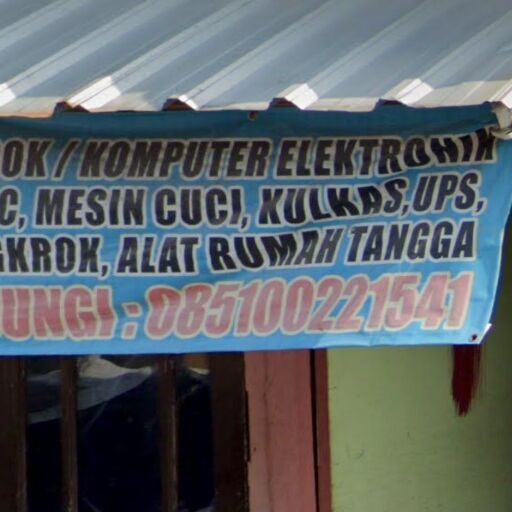 OK / KOMPUTER ELEKTRONIK
C, MESIN CUCI, KULKAS, UPS,
GKROK, ALAT RUMAH TANGGA
UNGI : 085100221541